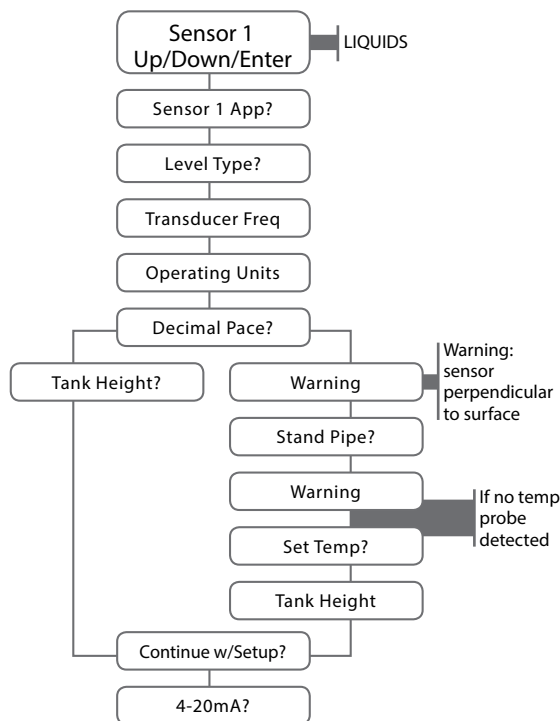 Sensor 1
Up/Down/Enter
LIQUIDS
Sensor 1 App?
Level Type?
Transducer Freq
Operating Units
Decimal Pace?
Tank Height?
Warning
Warning:
sensor
perpendicular
to surface
Stand Pipe?
Warning
If no temp
probe
detected
Set Temp?
Tank Height
Continue w/Setup?
4-20mA?